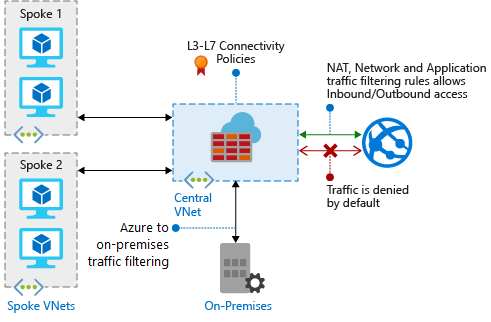 Spoke 1
L3-L7 Connectivity
Policies
NAT, Network and Application
traffic filtering rules allows
Inbound/Outbound access
Spoke 2
Traffic is denied
by default
Central
VNet
Azure to
on-premises
traffic filtering
Spoke VNets
On-Premises